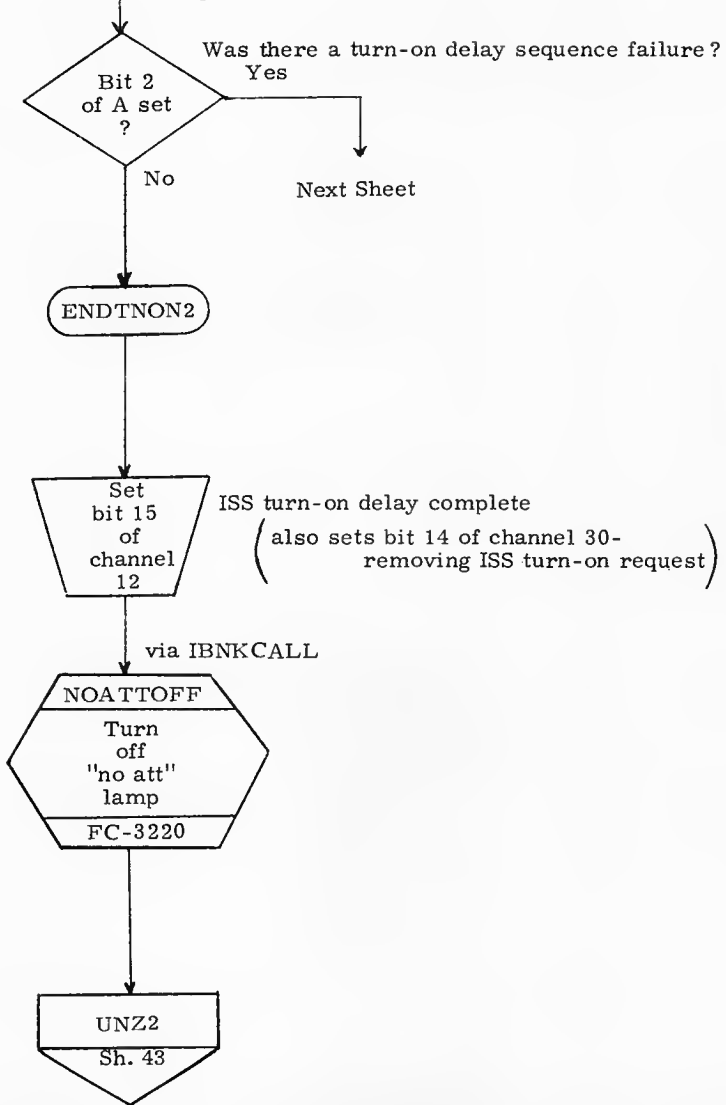 Was there a turn-on delay sequence failure?
Yes
Bit 2
of A set
?
No
Next Sheet
ENDTNON2
Set
bit 15
of
channel
12
ISS turn-on delay complete
(also sets bit 14 of channel 30-
removing ISS turn-on request)
via IBNKCALL
NOATTOFF
Turn
off
"no att"
lamp
FC-3220
UNZ2
Sh. 43